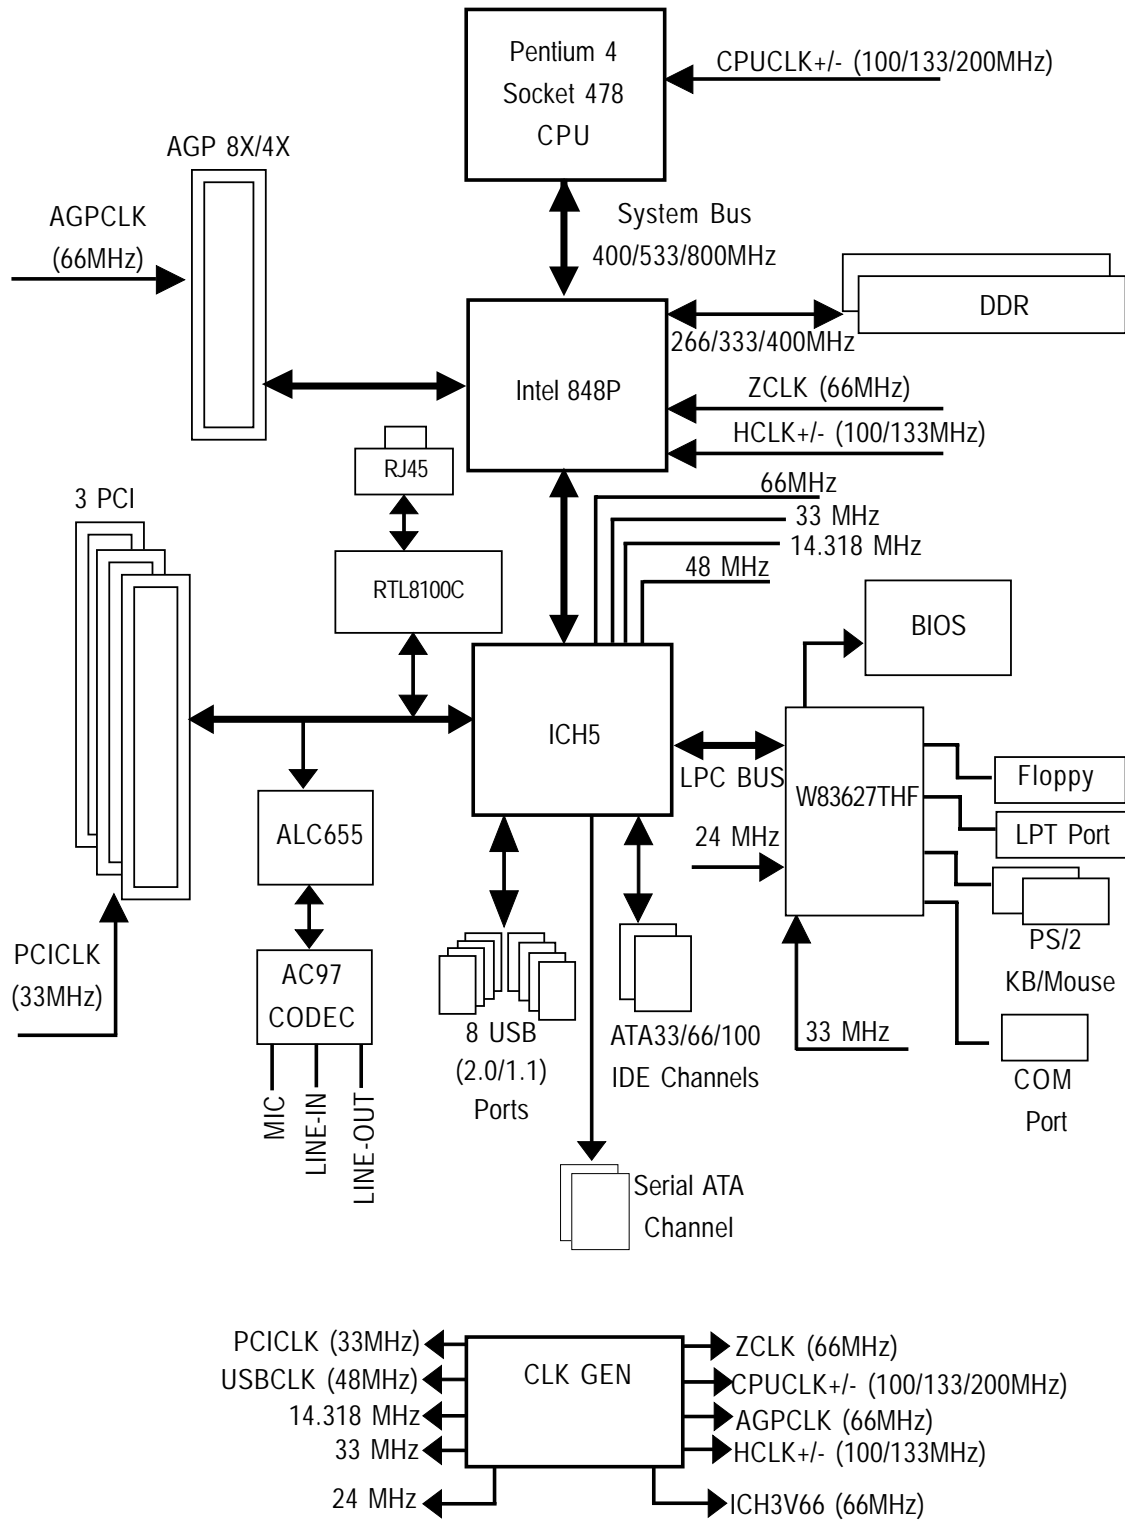 Pentium 4
Socket 478
CPU
CPUCLK+/- (100/133/200MHz)
AGP 8X/4X
AGPCLK
(66MHz)
System Bus
400/533/800MHz
DDR
266/333/400MHz
Intel 848P
ZCLK (66MHz)
HCLK+/- (100/133MHz)
RJ45
66MHz
3 PCI
33 MHz
14.318 MHz
48 MHz
RTL8100C
BIOS
ICH5
LPC BUS
W83627THF
Floppy
ALC655
24 MHz
LPT Port
PS/2
KB/Mouse
PCICLK
(33MHz)
AC97
CODEC
8 USB
(2.0/1.1)
Ports
ATA33/66/100
IDE Channels
33 MHz
COM
Port
MIC
LINE-IN
LINE-OUT
Serial ATA
Channel
CLK GEN
PCICLK (33MHz)
USBCLK (48MHz)
14.318 MHz
33 MHz
24 MHz
ZCLK (66MHz)
CPUCLK+/- (100/133/200MHz)
AGPCLK (66MHz)
HCLK+/- (100/133MHz)
ICH3V66 (66MHz)